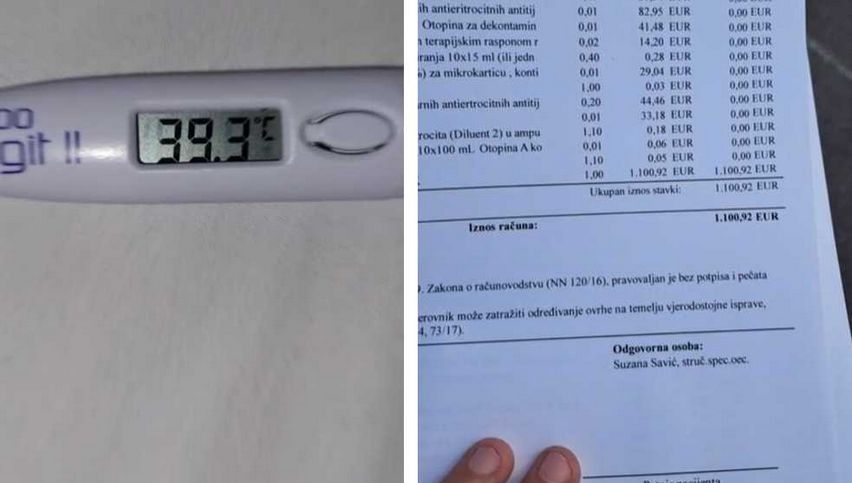 oo
git II
39.3 °C
ih antieritrocitnih antitij 0,01 82,95 EUR 0,00 EUR
Otopina za dekontamin 0,01 41,48 EUR 0,00 EUR
terapijskim rasponom r 0,02 14,20 EUR 0,00 EUR
ranja 10x15 ml (ili jedn 0,40 0,28 EUR 0,00 EUR
) za mikrokarticu , konti 0,01 29,04 EUR 0,00 EUR
1,00 0,03 EUR 0,00 EUR
rnih antiertrocitnih antitij 0,20 44,46 EUR 0,00 EUR
0,01 33,18 EUR 0,00 EUR
rocita (Diluent 2) u ampu 1,10 0,18 EUR 0,00 EUR
10x100 mL Otopina A ko 0,01 0,06 EUR 0,00 EUR
1,10 0,05 EUR 0,00 EUR
1,00 1.100,92 EUR 1.100,92 EUR
Ukupan iznos stavki: 1.100,92 EUR
Iznos računa: 1.100,92 EUR
. Zakona o računovodstvu (NN 120/16), pravovaljan je bez potpisa i pečata
erovnik može zatražiti određivanje ovrhe na temelju vjerodostojne isprave,
4, 73/17).
Odgovorna osoba:
Suzana Savić, struč.spec.oec.